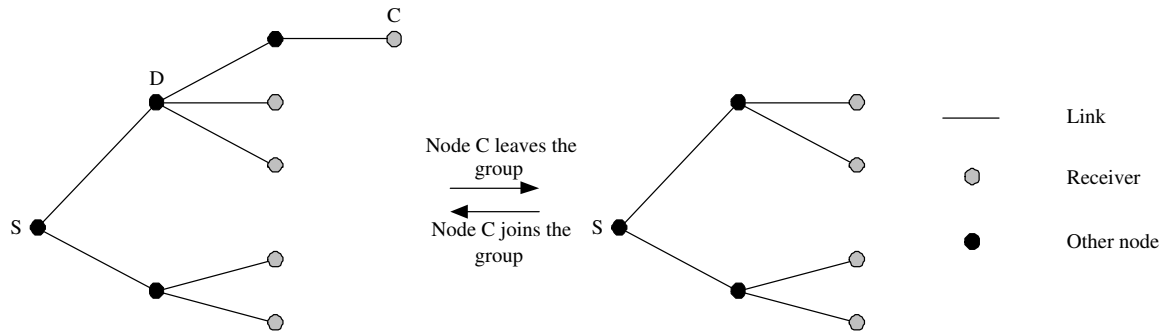 C
D
S
Node C leaves the
group
Node C joins the
group
S
Link
Receiver
Other node